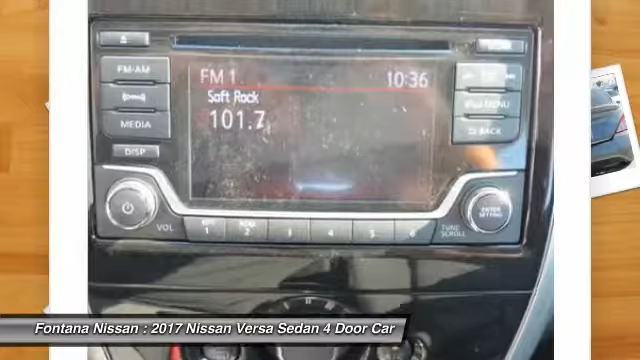 FM 1
10:36
Soft Rock
101.7
FM·AM
MEDIA
DISP
MENU
BACK
VOL
TUNE
SCROLL
ENTER
SETTING
1
2
3
4
5
6
Fontana Nissan : 2017 Nissan Versa Sedan 4 Door Car